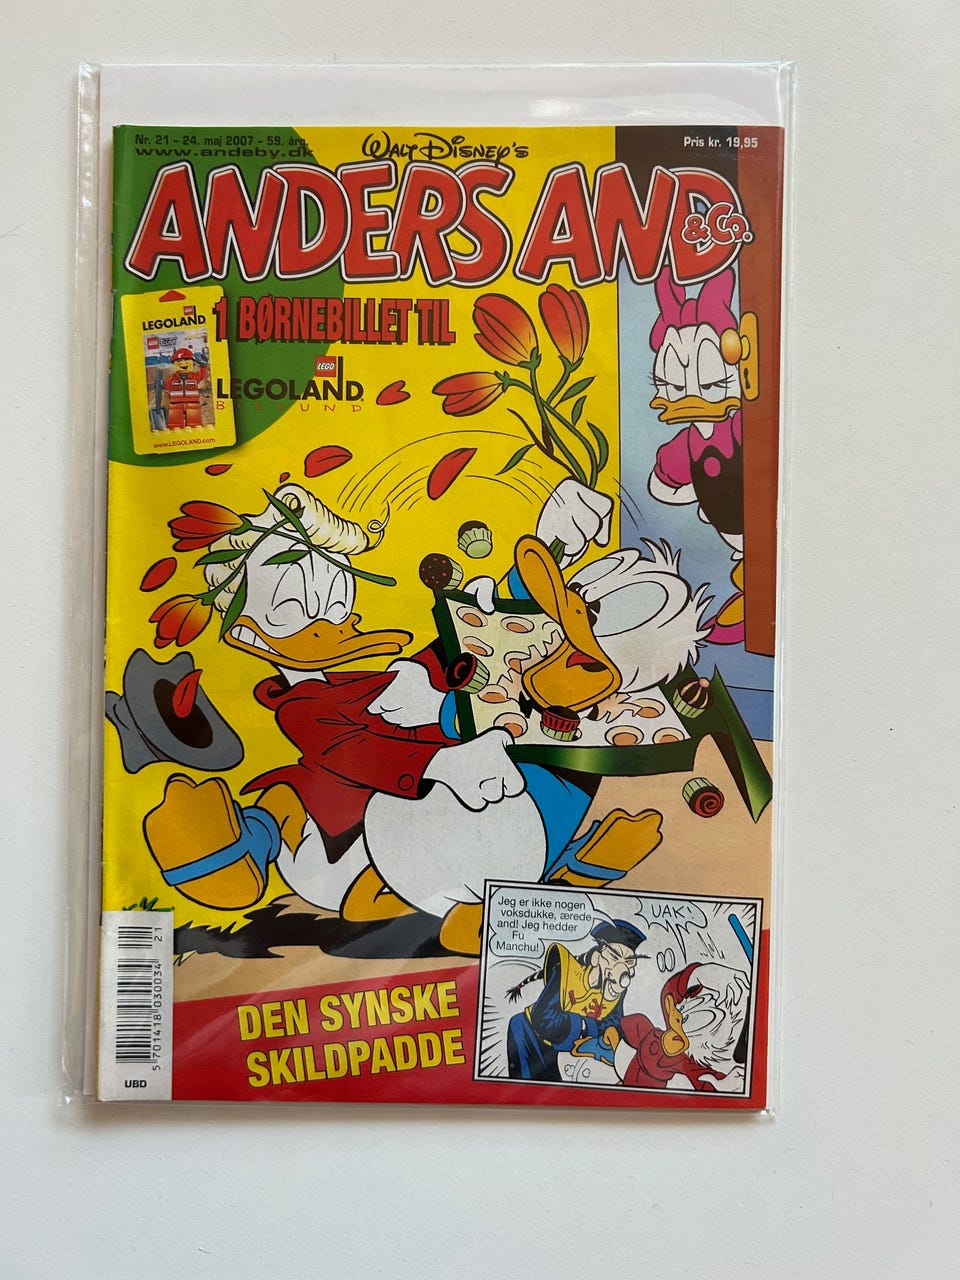 Nr. 21 - 24. maj 2007 - 59. årg.
www.andeby.dk
WALT DISNEY'S
Pris kr. 19,95
ANDERS AND
& Co.
LEGOLAND
1 BØRNEBILLET TIL
LEGO
LEGOLAND
BILLUND
www.LEGOLAND.com
Jeg er ikke nogen
voksdukke, ærede
and! Jeg hedder
Fu
Manchu!
UAK!
DEN SYNSKE
SKILDPADDE
5 701418 030034
21
UBD